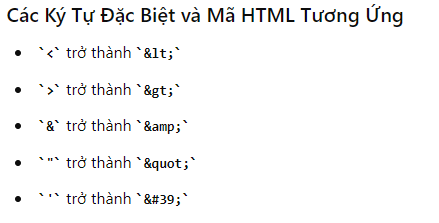 Các Ký Tự Đặc Biệt và Mã HTML Tương Ứng
• `<` trở thành `&lt;`
• `>` trở thành `&gt;`
• `&` trở thành `&amp;`
• `"` trở thành `&quot;`
• `'` trở thành `&#39;`